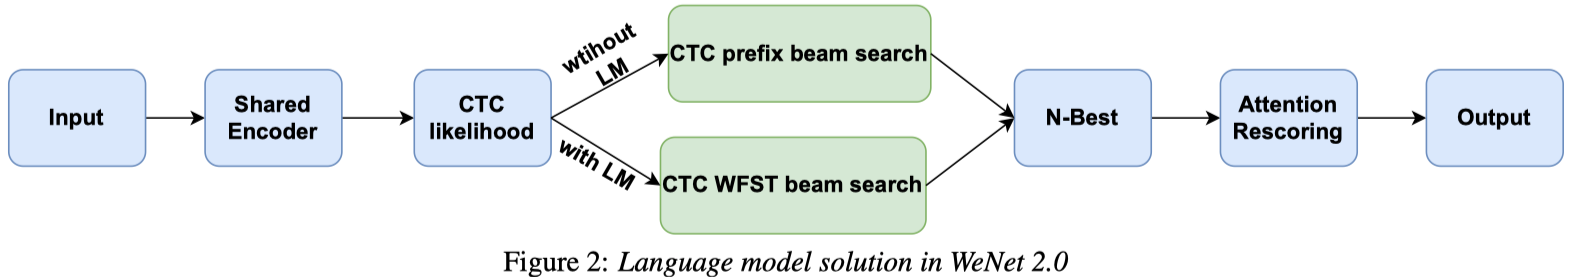 Input
Shared
Encoder
CTC
likelihood
wtihout
LM
with LM
CTC prefix beam search
CTC WFST beam search
N-Best
Attention
Rescoring
Output
Figure 2: Language model solution in WeNet 2.0